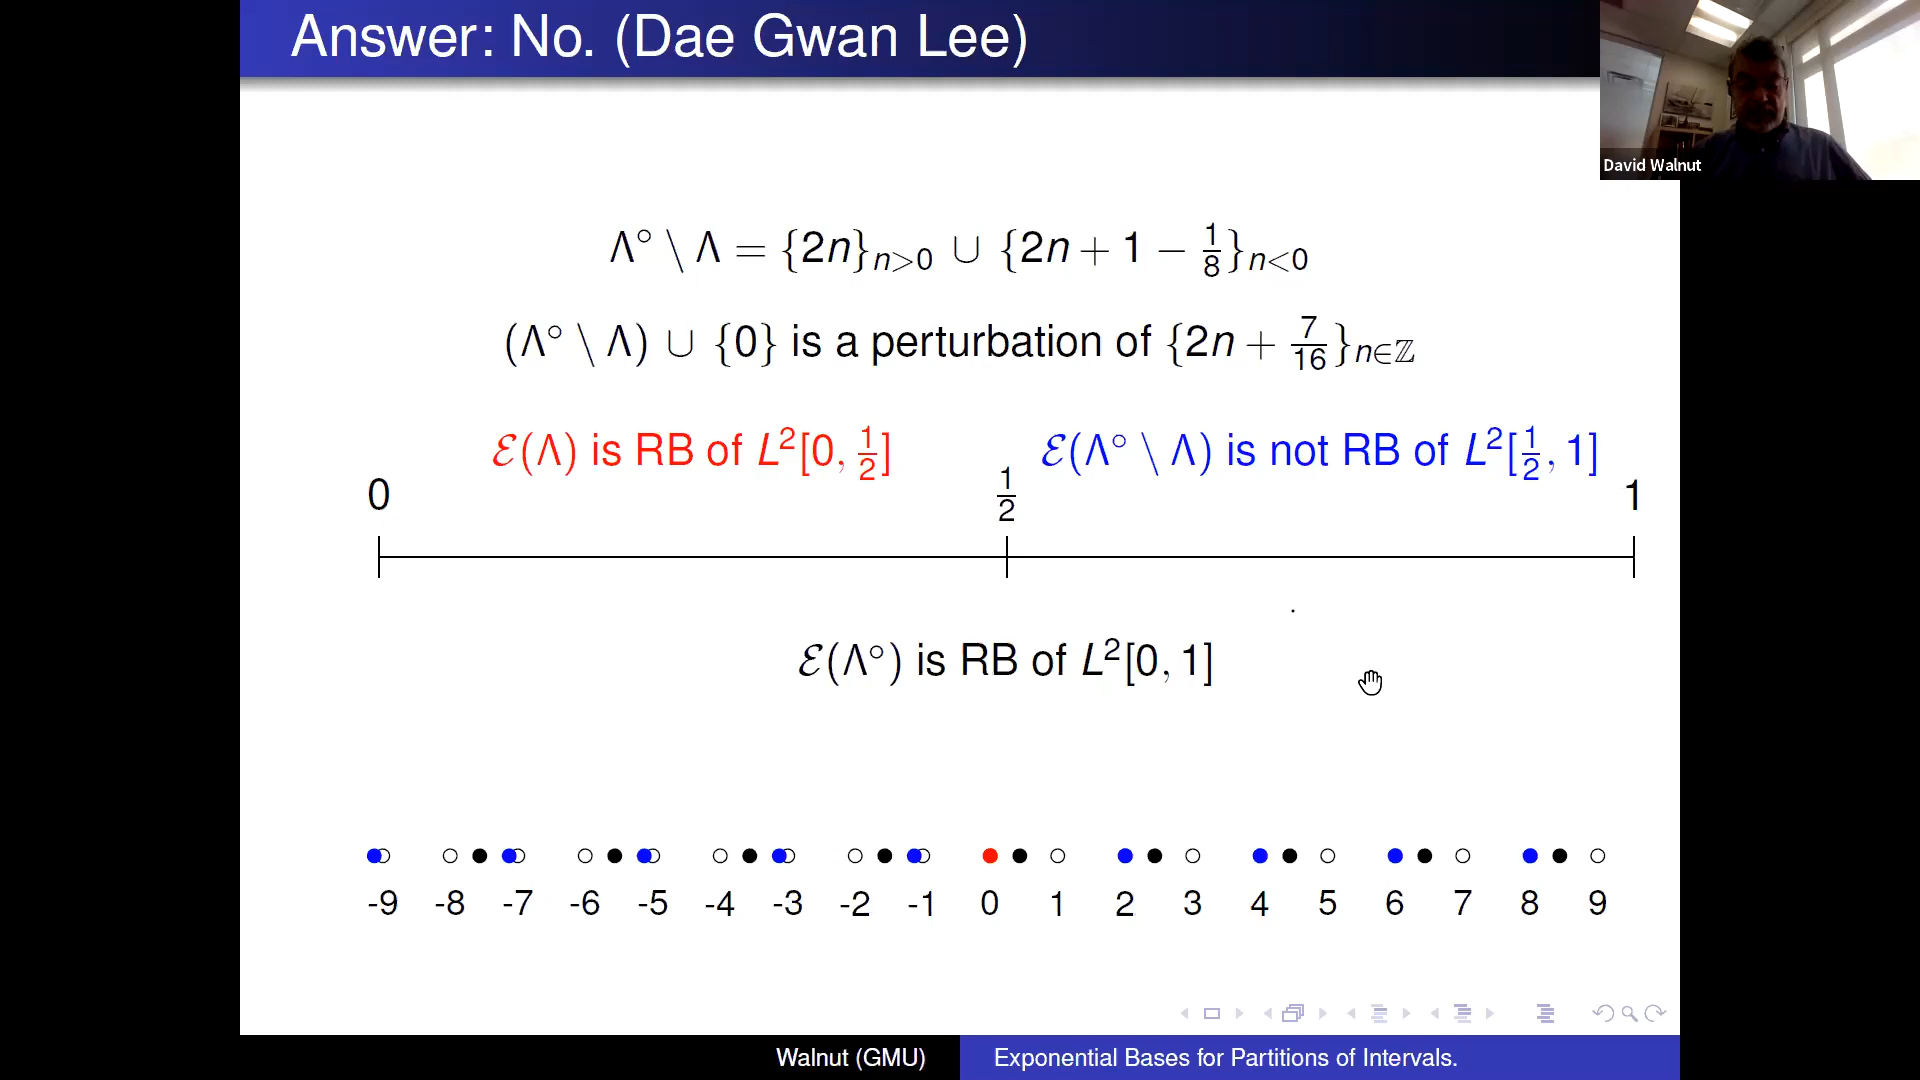 Answer: No. (Dae Gwan Lee)
David Walnut
Λ° \ Λ = {2n}_{n>0} ∪ {2n + 1 − 1/8}_{n<0}
(Λ° \ Λ) ∪ {0} is a perturbation of {2n + 7/16}_{n∈ℤ}
ℰ(Λ) is RB of L²[0, 1/2] ℰ(Λ° \ Λ) is not RB of L²[1/2, 1]
0 1/2 1
ℰ(Λ°) is RB of L²[0, 1]
-9 -8 -7 -6 -5 -4 -3 -2 -1 0 1 2 3 4 5 6 7 8 9
Walnut (GMU) Exponential Bases for Partitions of Intervals.